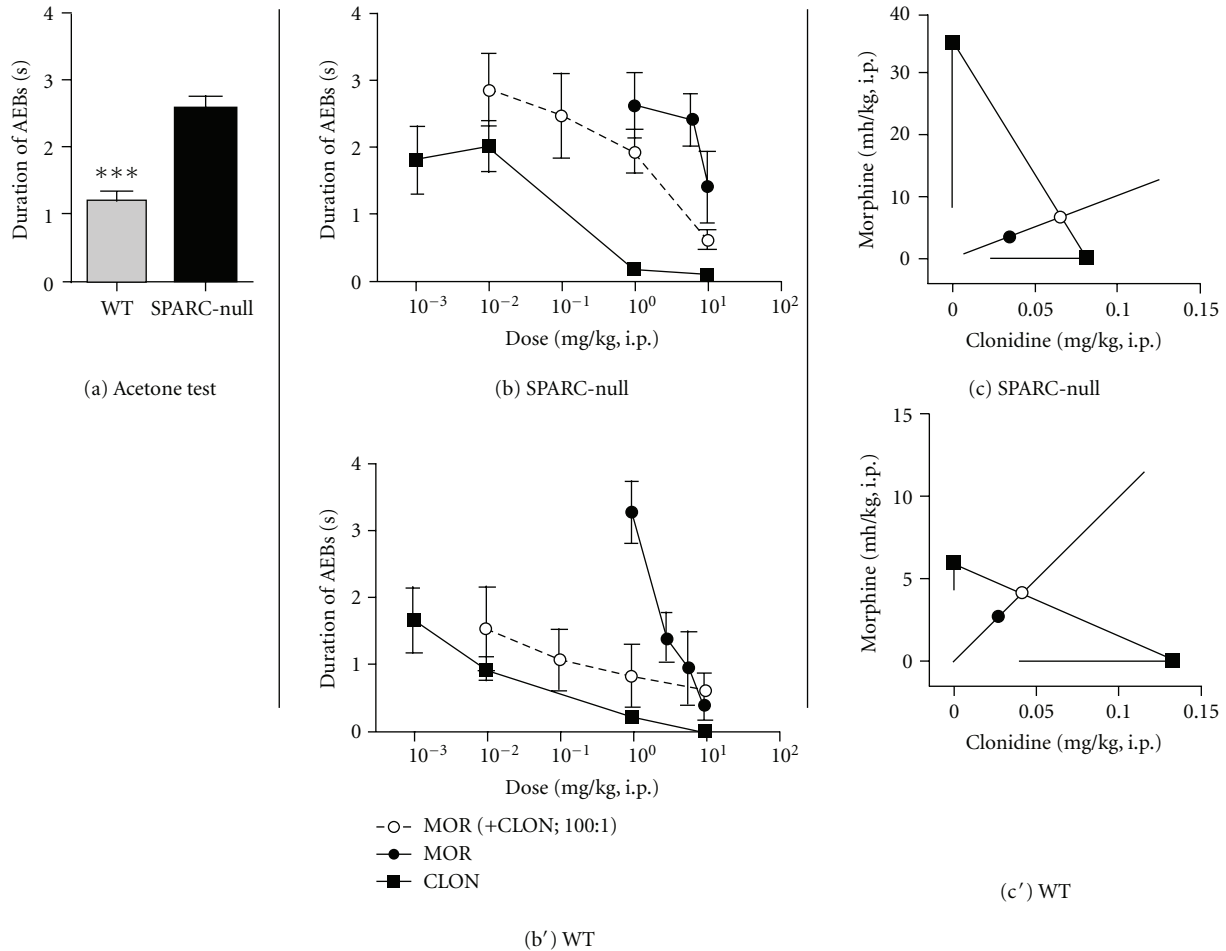 Duration of AEBs (s)
4
3
2
1
0
***
WT SPARC-null
(a) Acetone test
Duration of AEBs (s)
4
3
2
1
0
10−3 10−2 10−1 100 101 102
Dose (mg/kg, i.p.)
(b) SPARC-null
Morphine (mh/kg, i.p.)
40
30
20
10
0
0 0.05 0.1 0.15
Clonidine (mg/kg, i.p.)
(c) SPARC-null
Duration of AEBs (s)
4
3
2
1
0
10−3 10−2 10−1 100 101 102
Dose (mg/kg, i.p.)
MOR (+CLON; 100:1)
MOR
CLON
(b′) WT
Morphine (mh/kg, i.p.)
15
10
5
0
0 0.05 0.1 0.15
Clonidine (mg/kg, i.p.)
(c′) WT